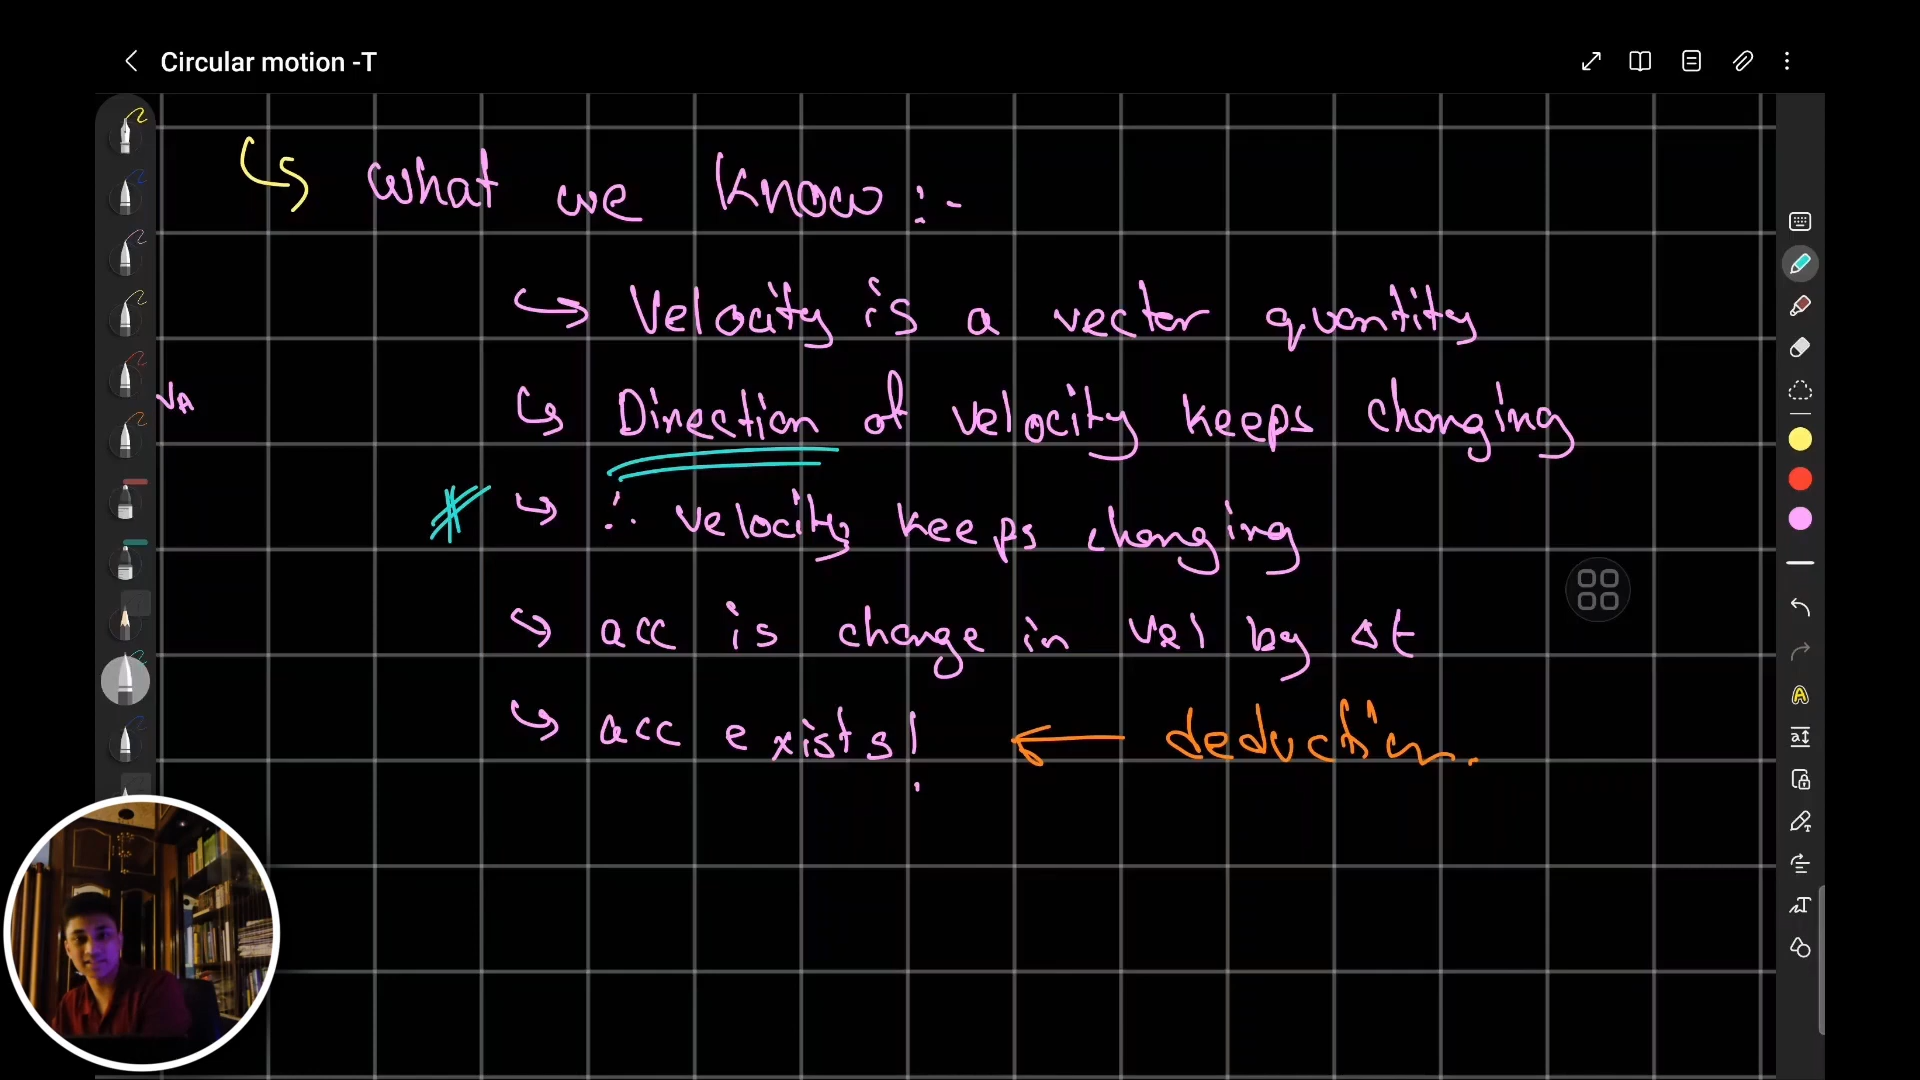 Circular motion -T
What we know:-
↪ Velocity is a vector quantity
VA
↪ Direction of velocity keeps changing
* ↪ ∴ velocity keeps changing
↪ acc is change in vel by Δt
↪ acc exists! ← deduction.